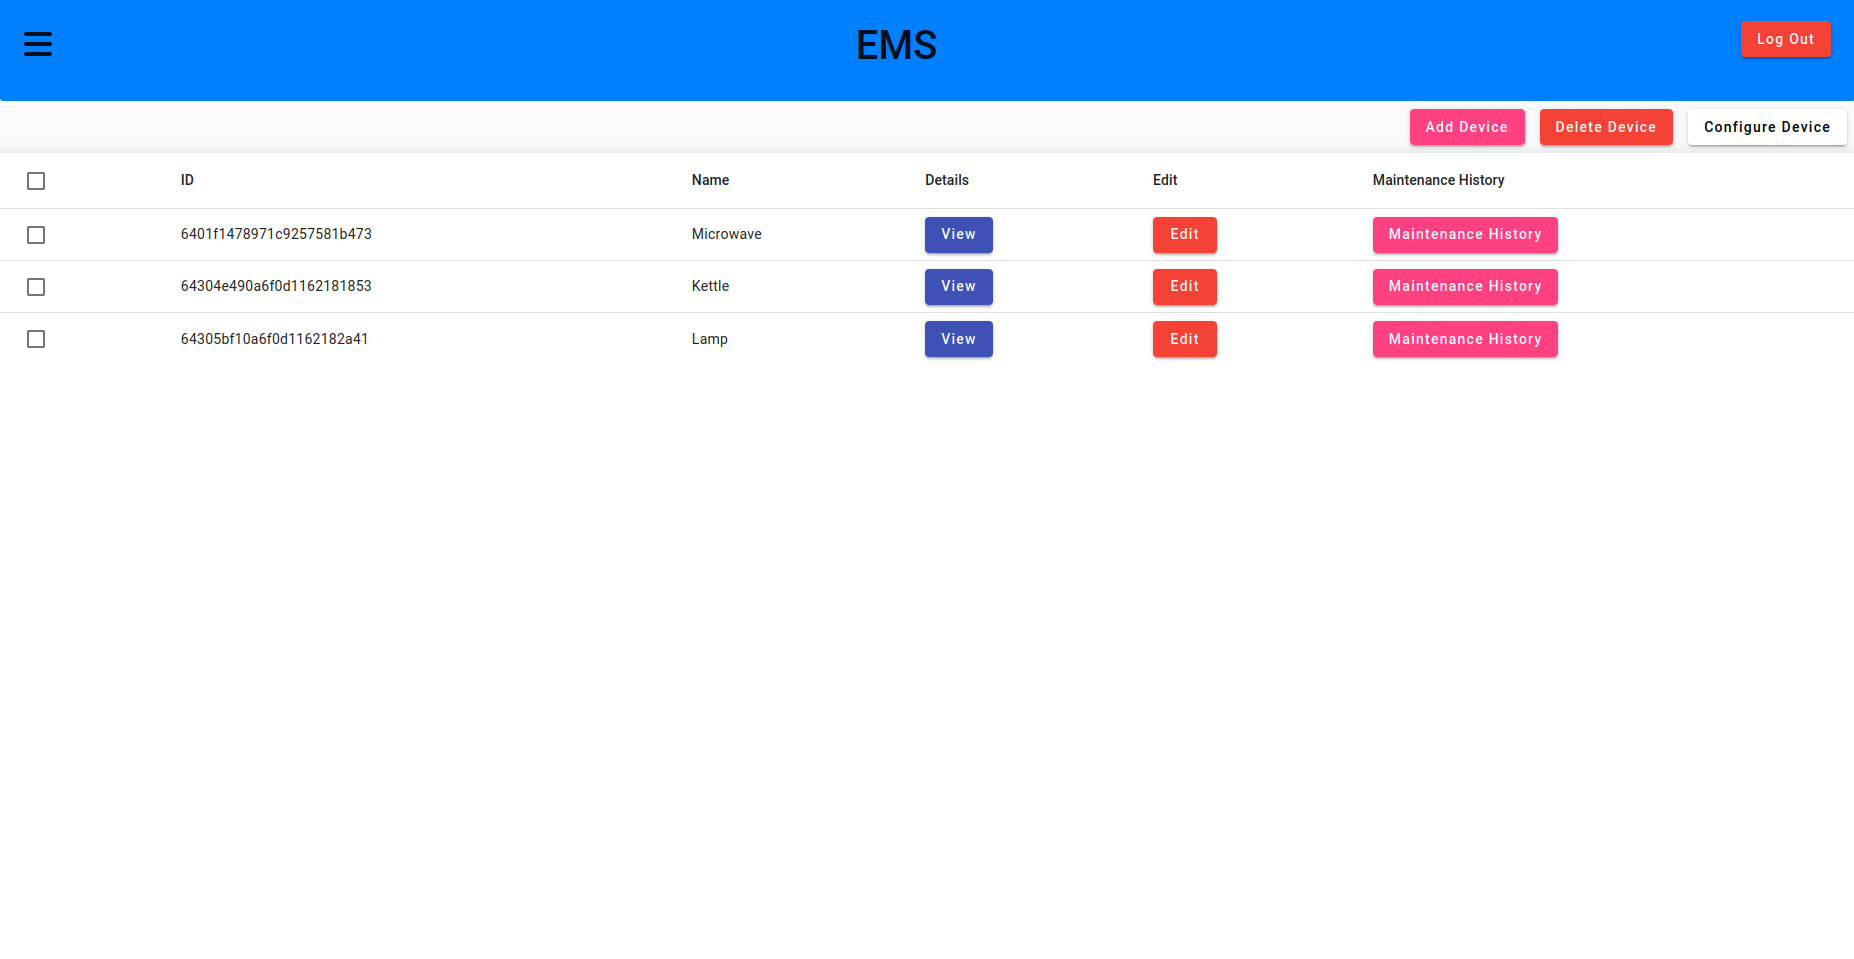 EMS
Log Out
Add Device Delete Device Configure Device
ID Name Details Edit Maintenance History
6401f1478971c9257581b473 Microwave View Edit Maintenance History
64304e490a6f0d1162181853 Kettle View Edit Maintenance History
64305bf10a6f0d1162182a41 Lamp View Edit Maintenance History